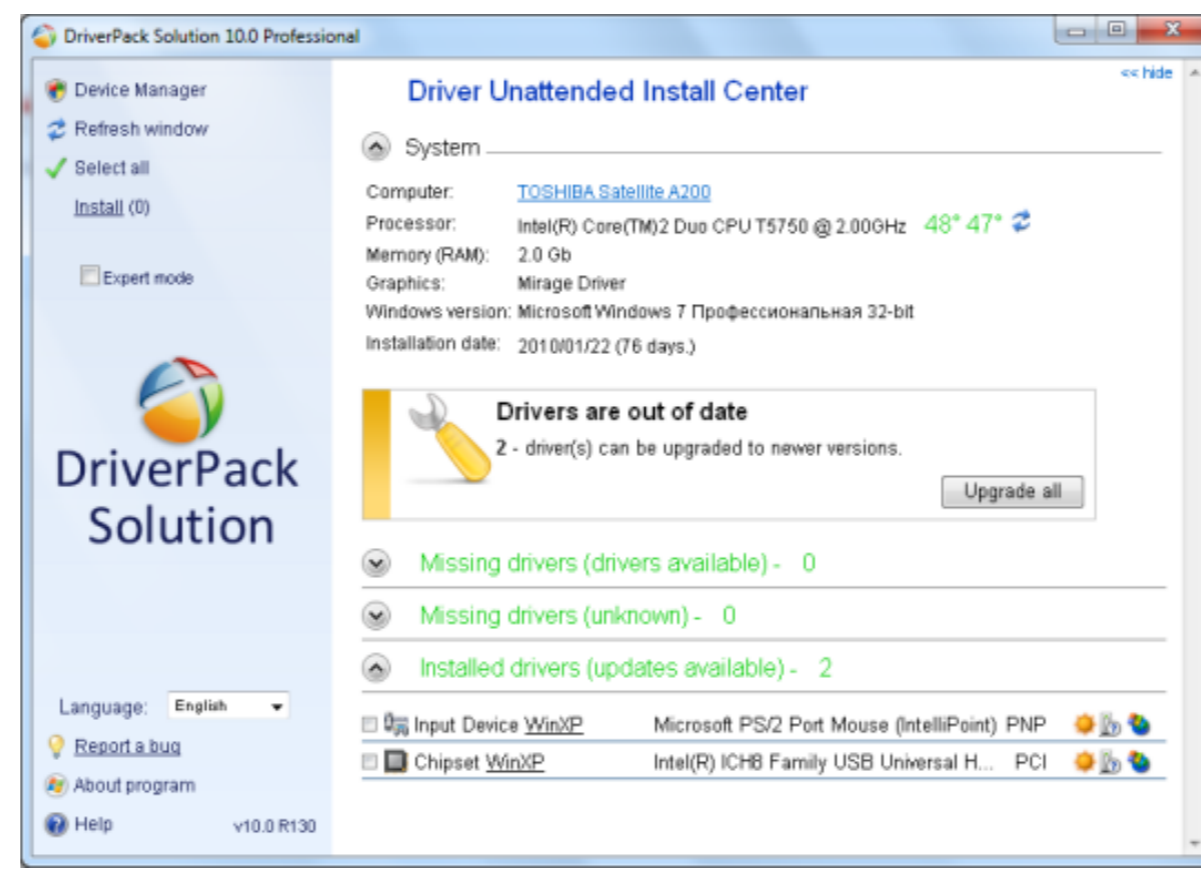 DriverPack Solution 10.0 Professional
Device Manager
Refresh window
Select all
Install (0)
Expert mode
DriverPack
Solution
Language: English
Report a bug
About program
Help v10.0 R130
<< hide
Driver Unattended Install Center
System
Computer: TOSHIBA Satellite A200
Processor: Intel(R) Core(TM)2 Duo CPU T5750 @ 2.00GHz 48° 47°
Memory (RAM): 2.0 Gb
Graphics: Mirage Driver
Windows version: Microsoft Windows 7 Профессиональная 32-bit
Installation date: 2010/01/22 (76 days.)
Drivers are out of date
2 - driver(s) can be upgraded to newer versions.
Upgrade all
Missing drivers (drivers available) - 0
Missing drivers (unknown) - 0
Installed drivers (updates available) - 2
Input Device WinXP Microsoft PS/2 Port Mouse (IntelliPoint) PNP
Chipset WinXP Intel(R) ICH8 Family USB Universal H... PCI